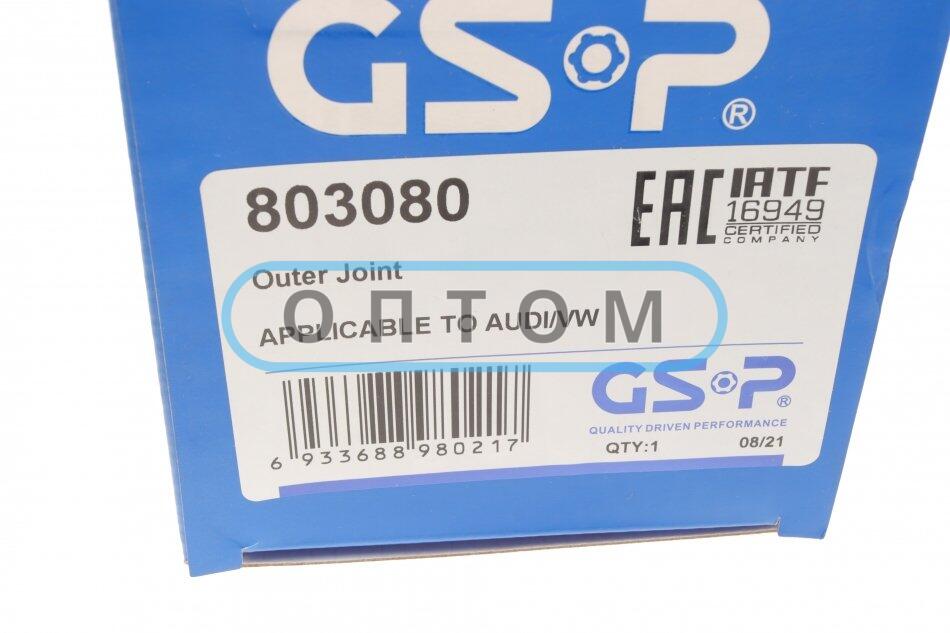 GSP®
803080
EAC
IATF
16949
CERTIFIED
COMPANY
Outer Joint
ОПТОМ
APPLICABLE TO AUDI/VW
GSP®
QUALITY DRIVEN PERFORMANCE
QTY:1 08/21
6 933688 980217